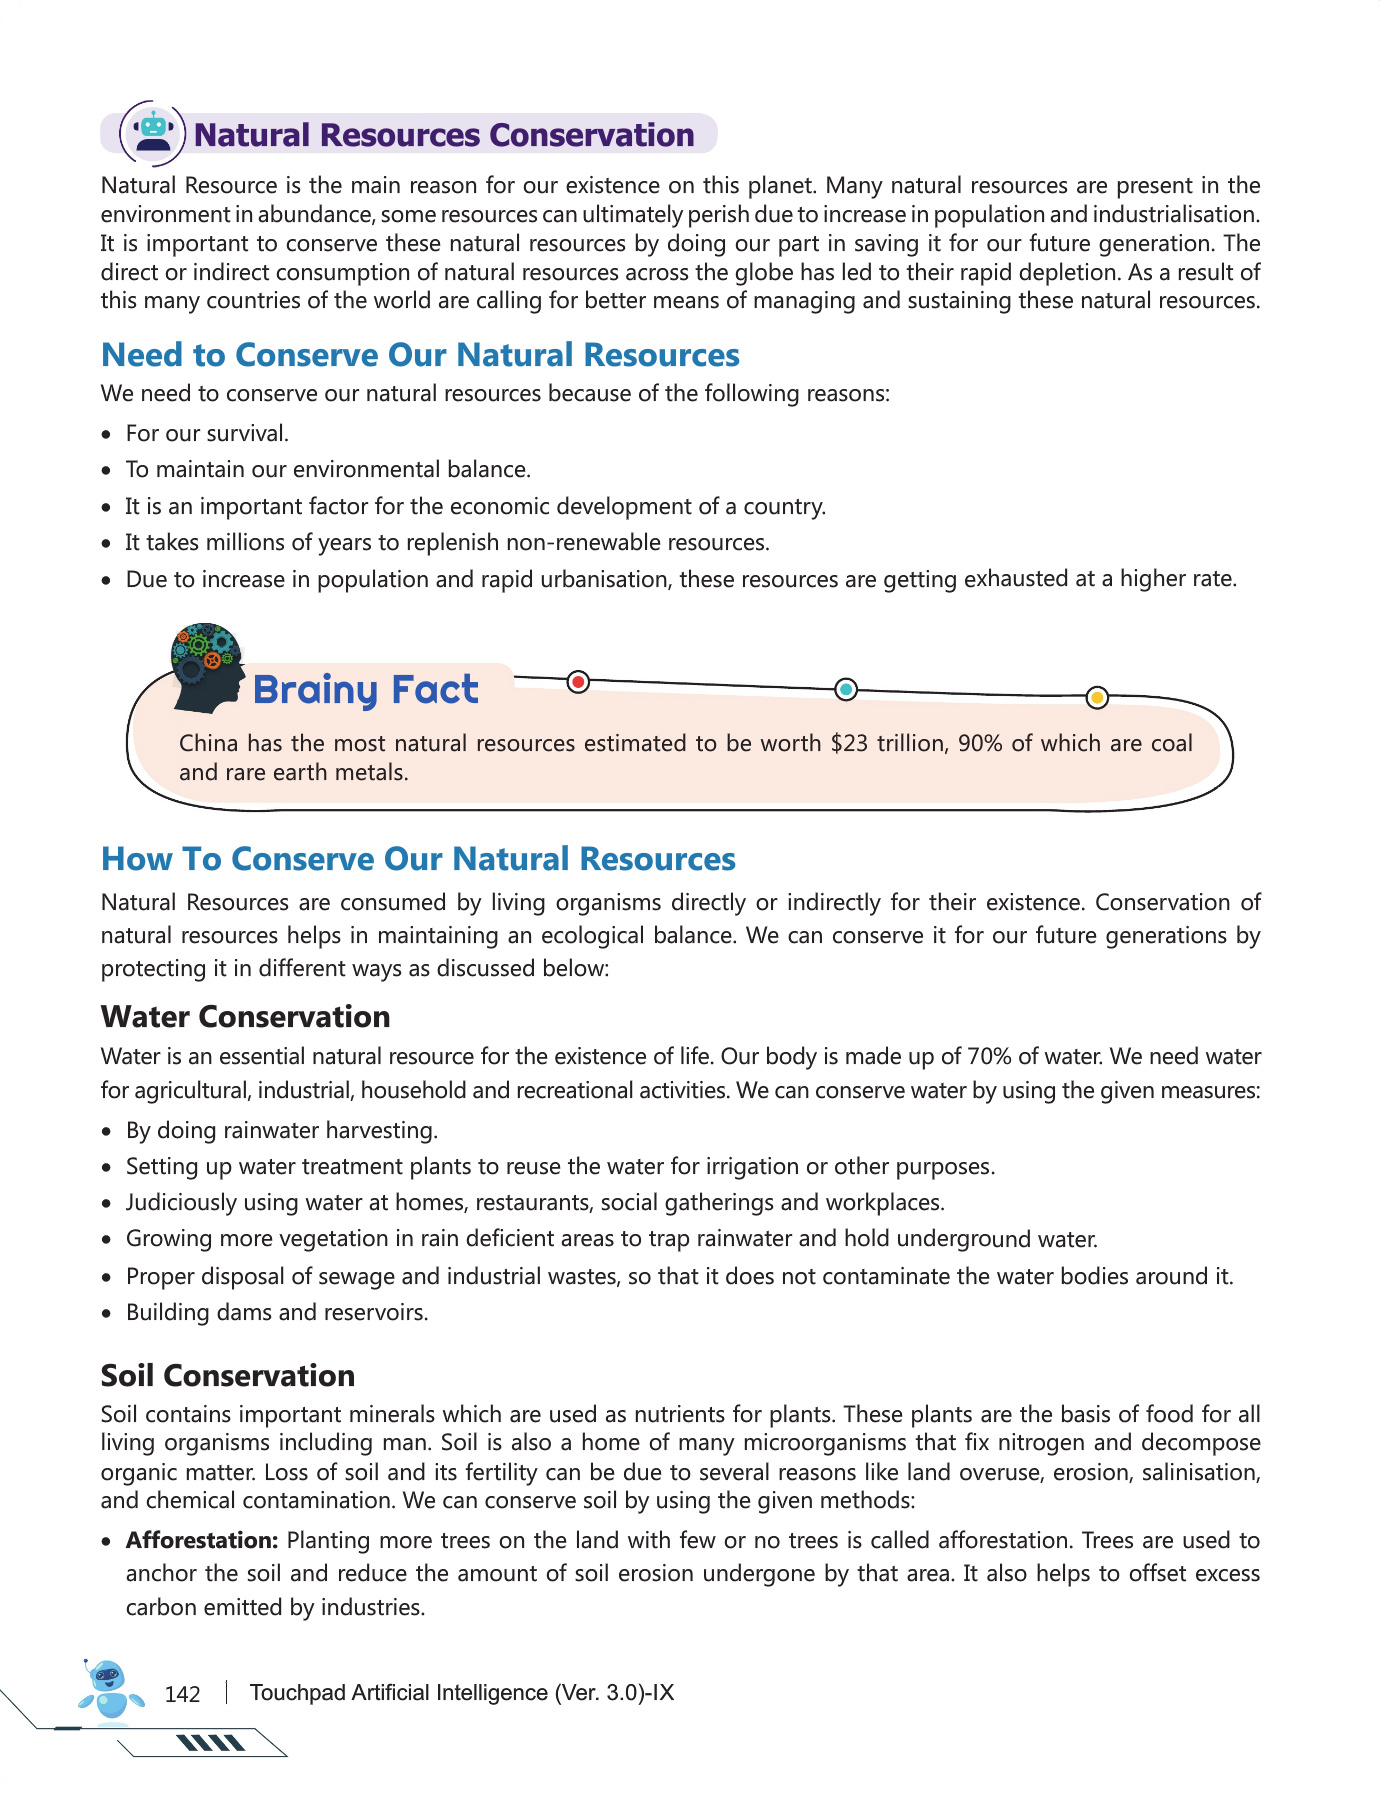 Natural Resources Conservation
Natural Resource is the main reason for our existence on this planet. Many natural resources are present in the
environment in abundance, some resources can ultimately perish due to increase in population and industrialisation.
It is important to conserve these natural resources by doing our part in saving it for our future generation. The
direct or indirect consumption of natural resources across the globe has led to their rapid depletion. As a result of
this many countries of the world are calling for better means of managing and sustaining these natural resources.
Need to Conserve Our Natural Resources
We need to conserve our natural resources because of the following reasons:
• For our survival.
• To maintain our environmental balance.
• It is an important factor for the economic development of a country.
• It takes millions of years to replenish non-renewable resources.
• Due to increase in population and rapid urbanisation, these resources are getting exhausted at a higher rate.
Brainy Fact
China has the most natural resources estimated to be worth $23 trillion, 90% of which are coal
and rare earth metals.
How To Conserve Our Natural Resources
Natural Resources are consumed by living organisms directly or indirectly for their existence. Conservation of
natural resources helps in maintaining an ecological balance. We can conserve it for our future generations by
protecting it in different ways as discussed below:
Water Conservation
Water is an essential natural resource for the existence of life. Our body is made up of 70% of water. We need water
for agricultural, industrial, household and recreational activities. We can conserve water by using the given measures:
• By doing rainwater harvesting.
• Setting up water treatment plants to reuse the water for irrigation or other purposes.
• Judiciously using water at homes, restaurants, social gatherings and workplaces.
• Growing more vegetation in rain deficient areas to trap rainwater and hold underground water.
• Proper disposal of sewage and industrial wastes, so that it does not contaminate the water bodies around it.
• Building dams and reservoirs.
Soil Conservation
Soil contains important minerals which are used as nutrients for plants. These plants are the basis of food for all
living organisms including man. Soil is also a home of many microorganisms that fix nitrogen and decompose
organic matter. Loss of soil and its fertility can be due to several reasons like land overuse, erosion, salinisation,
and chemical contamination. We can conserve soil by using the given methods:
• Afforestation: Planting more trees on the land with few or no trees is called afforestation. Trees are used to
anchor the soil and reduce the amount of soil erosion undergone by that area. It also helps to offset excess
carbon emitted by industries.
142 | Touchpad Artificial Intelligence (Ver. 3.0)-IX